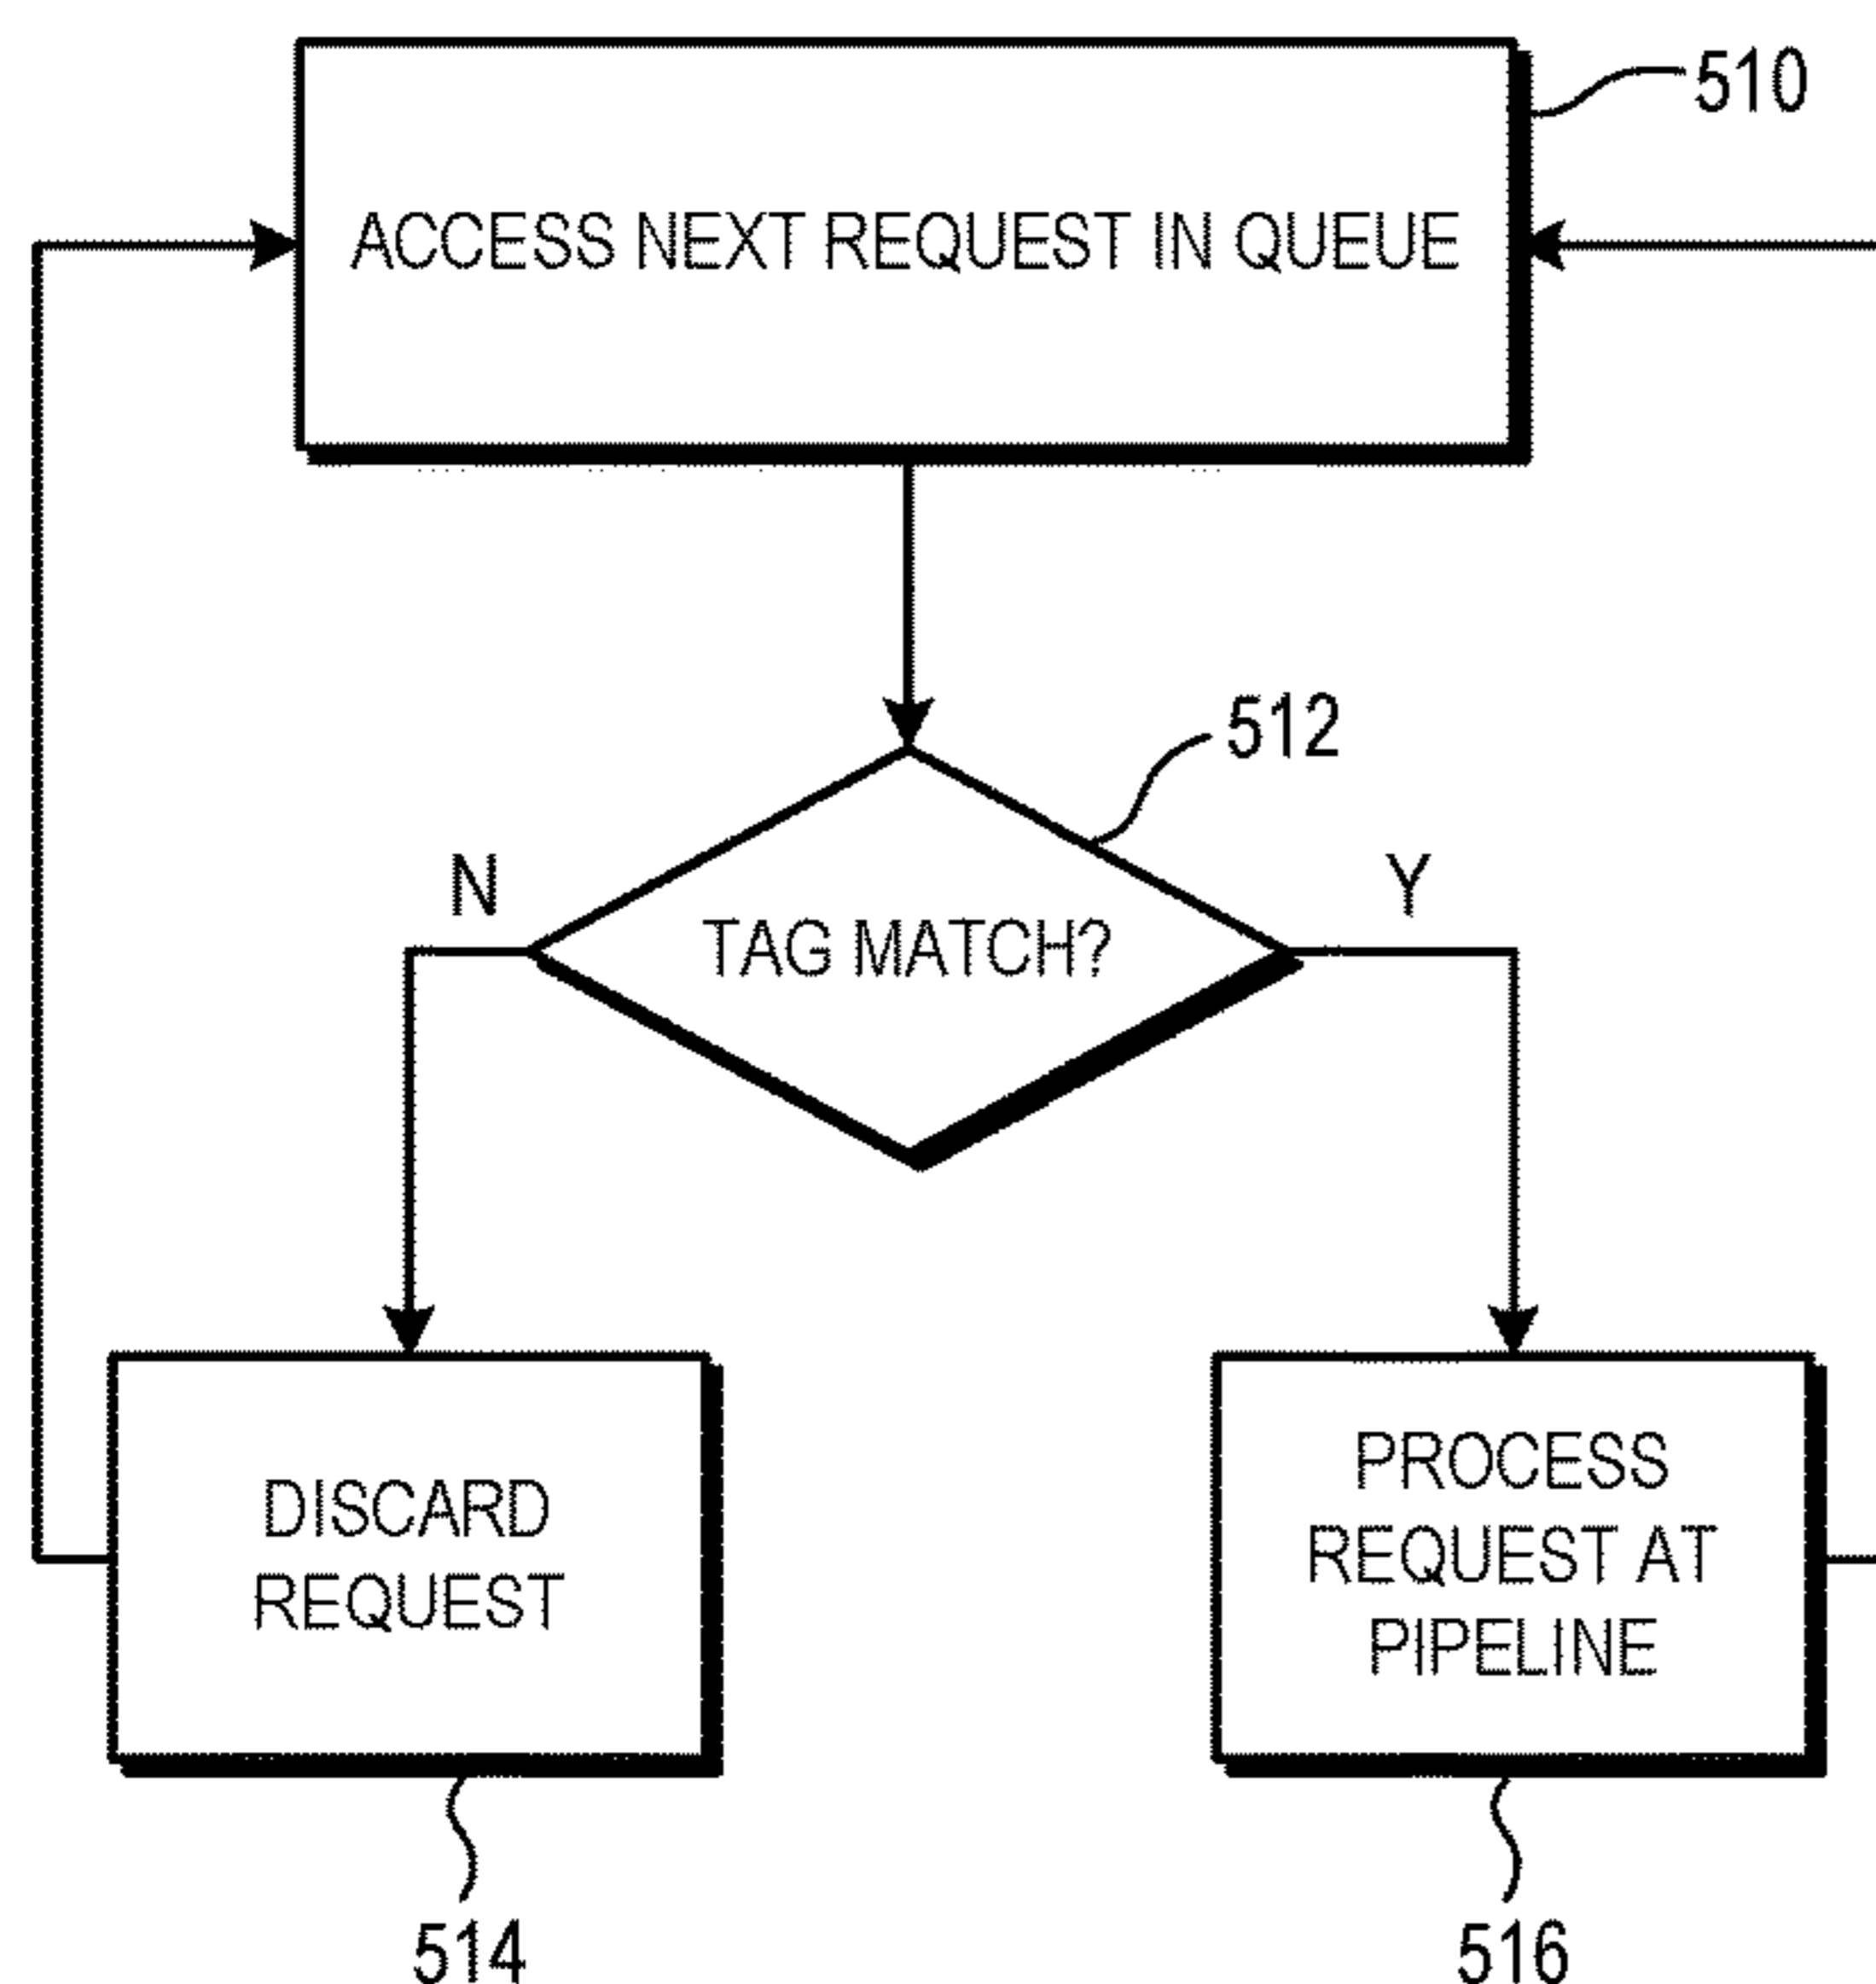 510
ACCESS NEXT REQUEST IN QUEUE
512
N
Y
TAG MATCH?
DISCARD
REQUEST
PROCESS
REQUEST AT
PIPELINE
514
516